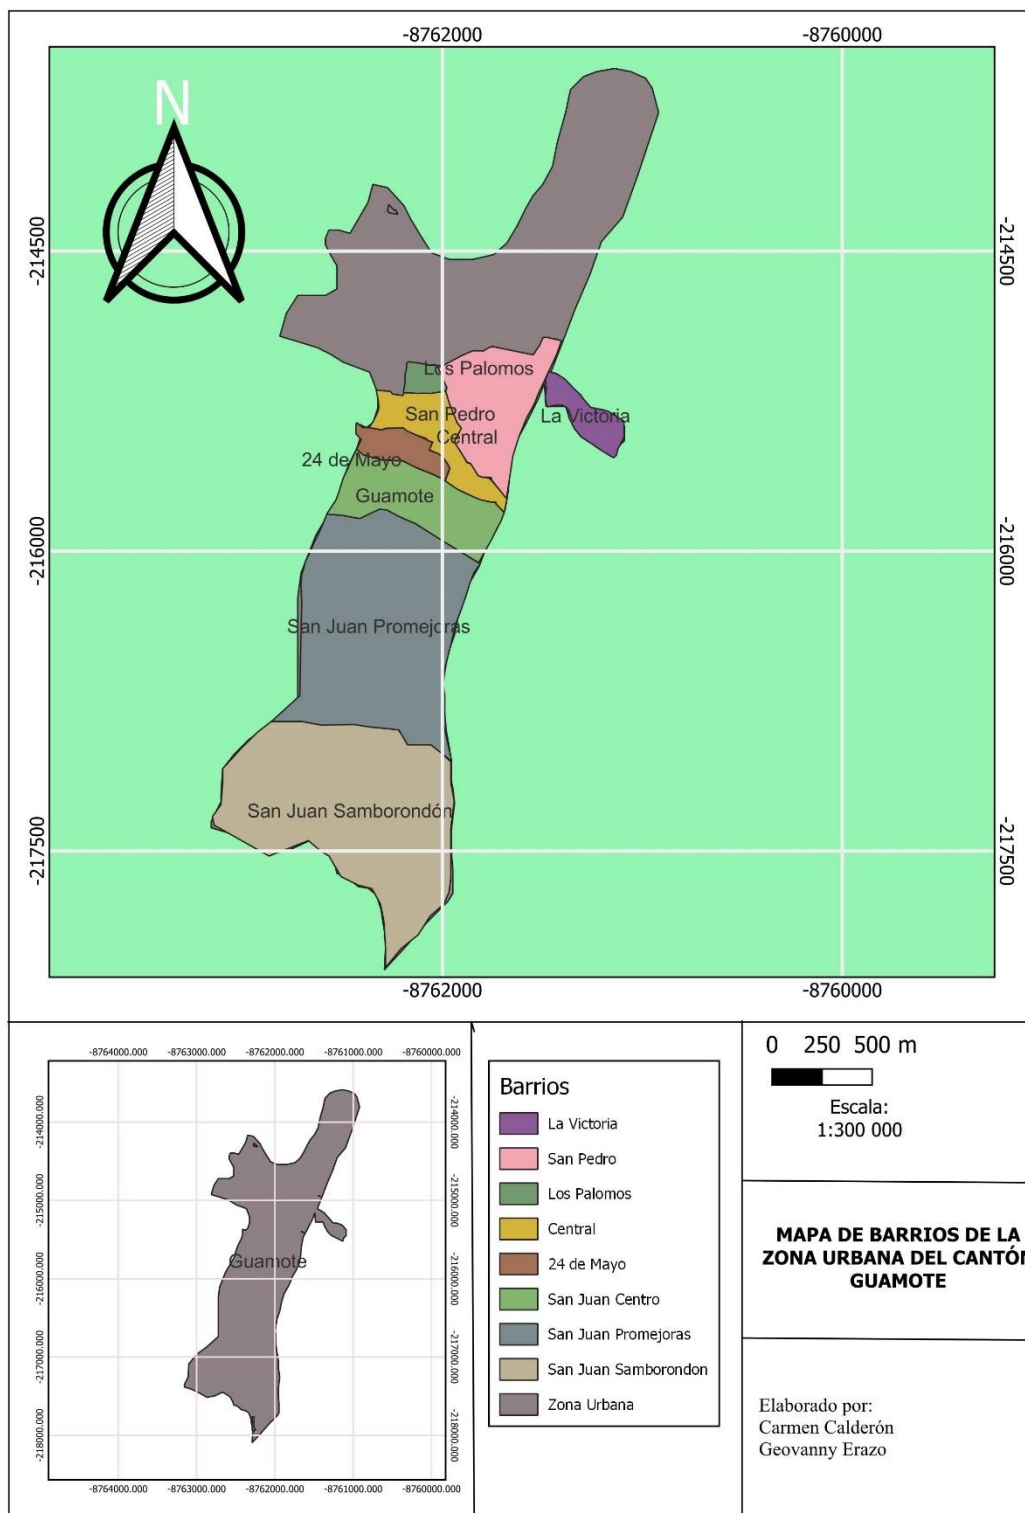 -8762000 -8760000
N
-214500 -214500
Los Palomos
San Pedro
La Victoria
Central
24 de Mayo
Guamote
-216000 -216000
San Juan Promejoras
San Juan Samborondón
-217500 -217500
-8762000 -8760000
-8764000.000 -8763000.000 -8762000.000 -8761000.000 -8760000.000
-214000.000 -214000.000
-215000.000 -215000.000
Guamote
-216000.000 -216000.000
-217000.000 -217000.000
-218000.000 -218000.000
-8764000.000 -8763000.000 -8762000.000 -8761000.000 -8760000.000
Barrios
La Victoria
San Pedro
Los Palomos
Central
24 de Mayo
San Juan Centro
San Juan Promejoras
San Juan Samborondon
Zona Urbana
0 250 500 m
Escala:
1:300 000
MAPA DE BARRIOS DE LA
ZONA URBANA DEL CANTÓN
GUAMOTE
Elaborado por:
Carmen Calderón
Geovanny Erazo